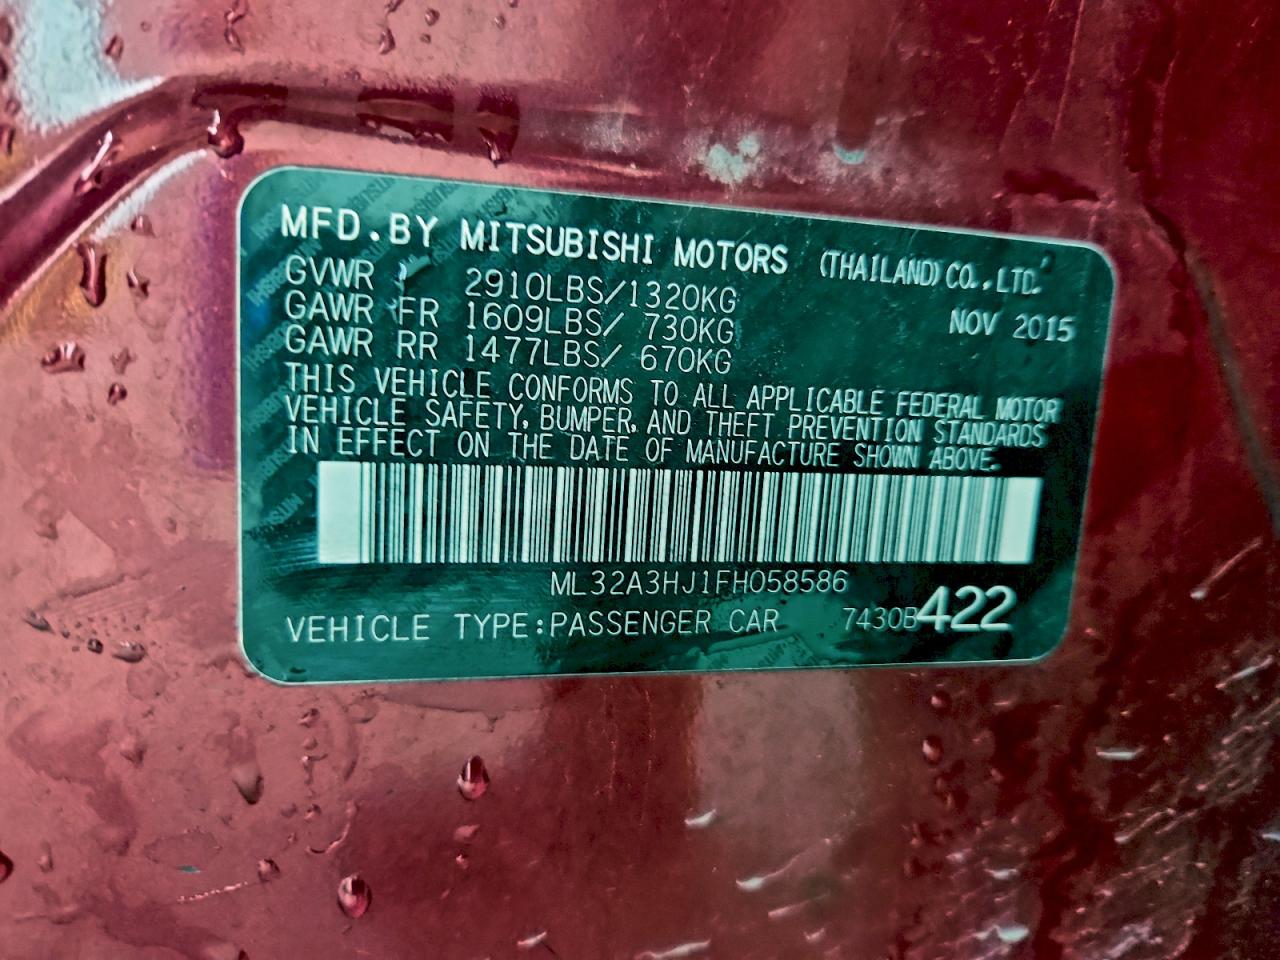 MFD.BY MITSUBISHI MOTORS (THAILAND) CO.,LTD.
GVWR 2910LBS/1320KG NOV 2015
GAWR FR 1609LBS/ 730KG
GAWR RR 1477LBS/ 670KG
THIS VEHICLE CONFORMS TO ALL APPLICABLE FEDERAL MOTOR
VEHICLE SAFETY, BUMPER, AND THEFT PREVENTION STANDARDS
IN EFFECT ON THE DATE OF MANUFACTURE SHOWN ABOVE.
ML32A3HJ1FH058586
VEHICLE TYPE:PASSENGER CAR 7430B422